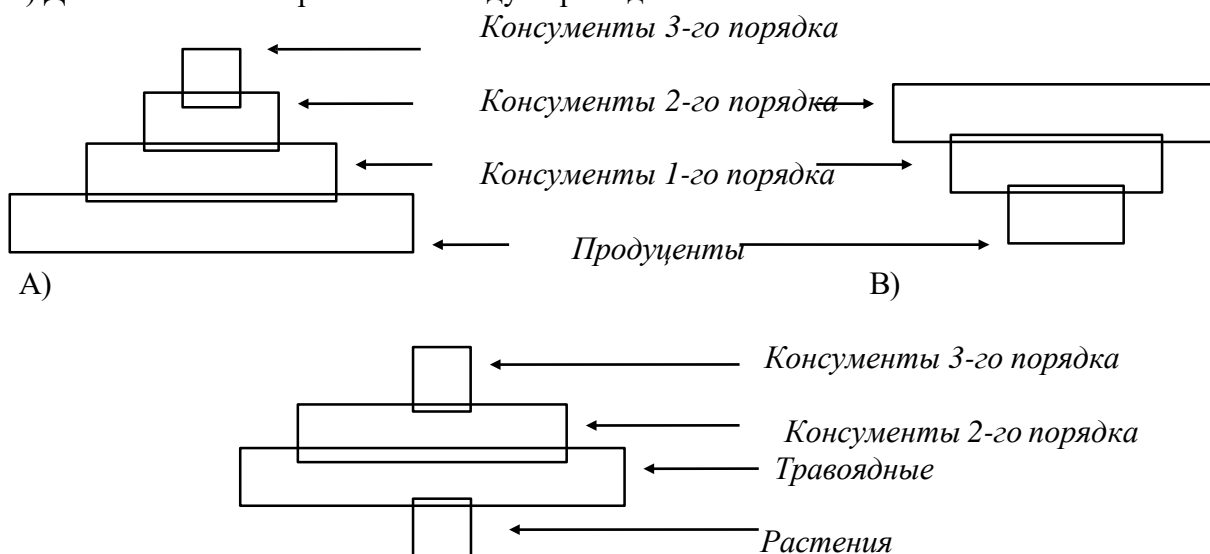 Консументы 3-го порядка
Консументы 2-го порядка
Консументы 1-го порядка
Продуценты
А) В)
Консументы 3-го порядка
Консументы 2-го порядка
Травоядные
Растения